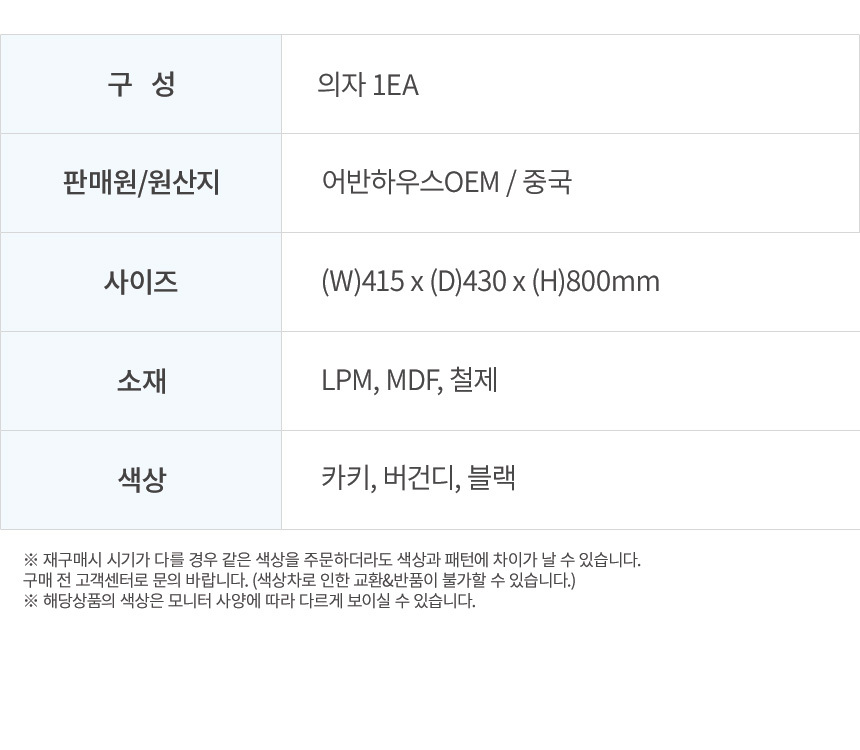 구 성 의자 1EA
판매원/원산지 어반하우스OEM / 중국
사이즈 (W)415 x (D)430 x (H)800mm
소재 LPM, MDF, 철제
색상 카키, 버건디, 블랙
※ 재구매시 시기가 다를 경우 같은 색상을 주문하더라도 색상과 패턴에 차이가 날 수 있습니다.
구매 전 고객센터로 문의 바랍니다. (색상차로 인한 교환&반품이 불가할 수 있습니다.)
※ 해당상품의 색상은 모니터 사양에 따라 다르게 보이실 수 있습니다.